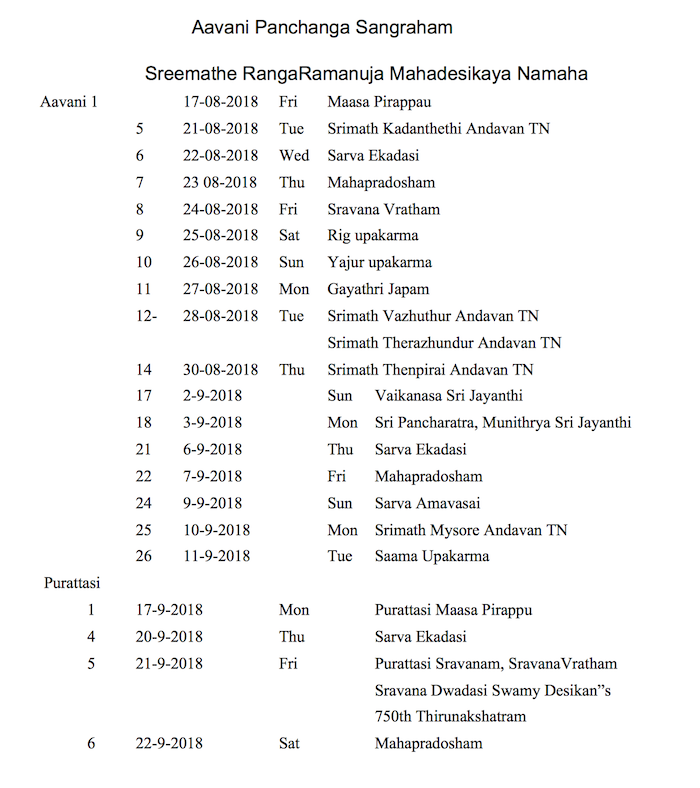 Aavani Panchanga Sangraham
Sreemathe RangaRamanuja Mahadesikaya Namaha
Aavani 1 17-08-2018 Fri Maasa Pirappau
5 21-08-2018 Tue Srimath Kadanthethi Andavan TN
6 22-08-2018 Wed Sarva Ekadasi
7 23 08-2018 Thu Mahapradosham
8 24-08-2018 Fri Sravana Vratham
9 25-08-2018 Sat Rig upakarma
10 26-08-2018 Sun Yajur upakarma
11 27-08-2018 Mon Gayathri Japam
12- 28-08-2018 Tue Srimath Vazhuthur Andavan TN
Srimath Therazhundur Andavan TN
14 30-08-2018 Thu Srimath Thenpirai Andavan TN
17 2-9-2018 Sun Vaikanasa Sri Jayanthi
18 3-9-2018 Mon Sri Pancharatra, Munithrya Sri Jayanthi
21 6-9-2018 Thu Sarva Ekadasi
22 7-9-2018 Fri Mahapradosham
24 9-9-2018 Sun Sarva Amavasai
25 10-9-2018 Mon Srimath Mysore Andavan TN
26 11-9-2018 Tue Saama Upakarma
Purattasi
1 17-9-2018 Mon Purattasi Maasa Pirappu
4 20-9-2018 Thu Sarva Ekadasi
5 21-9-2018 Fri Purattasi Sravanam, SravanaVratham
Sravana Dwadasi Swamy Desikan”s
750th Thirunakshatram
6 22-9-2018 Sat Mahapradosham